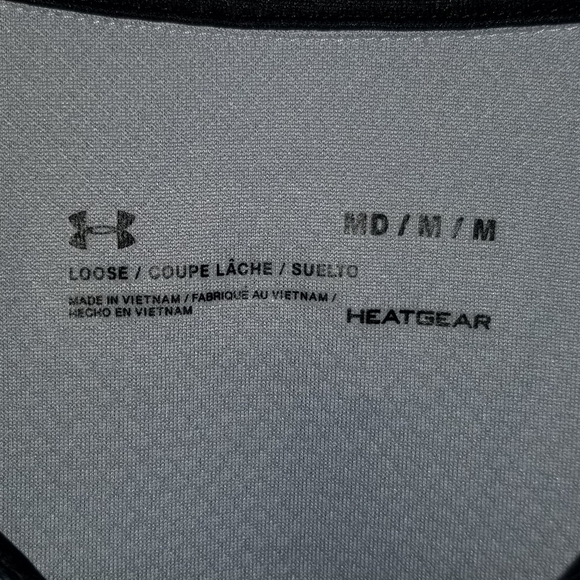 MD / M / M
LOOSE / COUPE LÂCHE / SUELTO
MADE IN VIETNAM / FABRIQUE AU VIETNAM /
HECHO EN VIETNAM
HEATGEAR